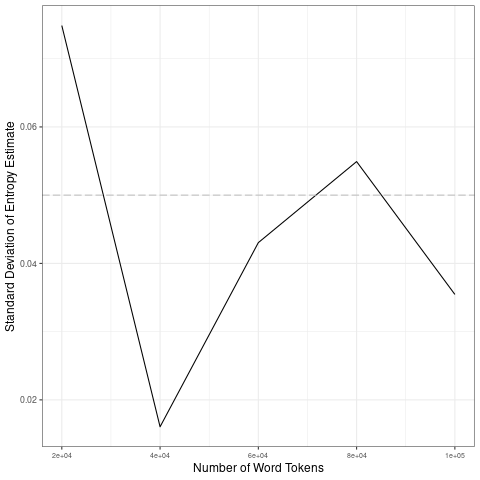 Standard Deviation of Entropy Estimate
0.06
0.04
0.02
2e+04 4e+04 6e+04 8e+04 1e+05
Number of Word Tokens